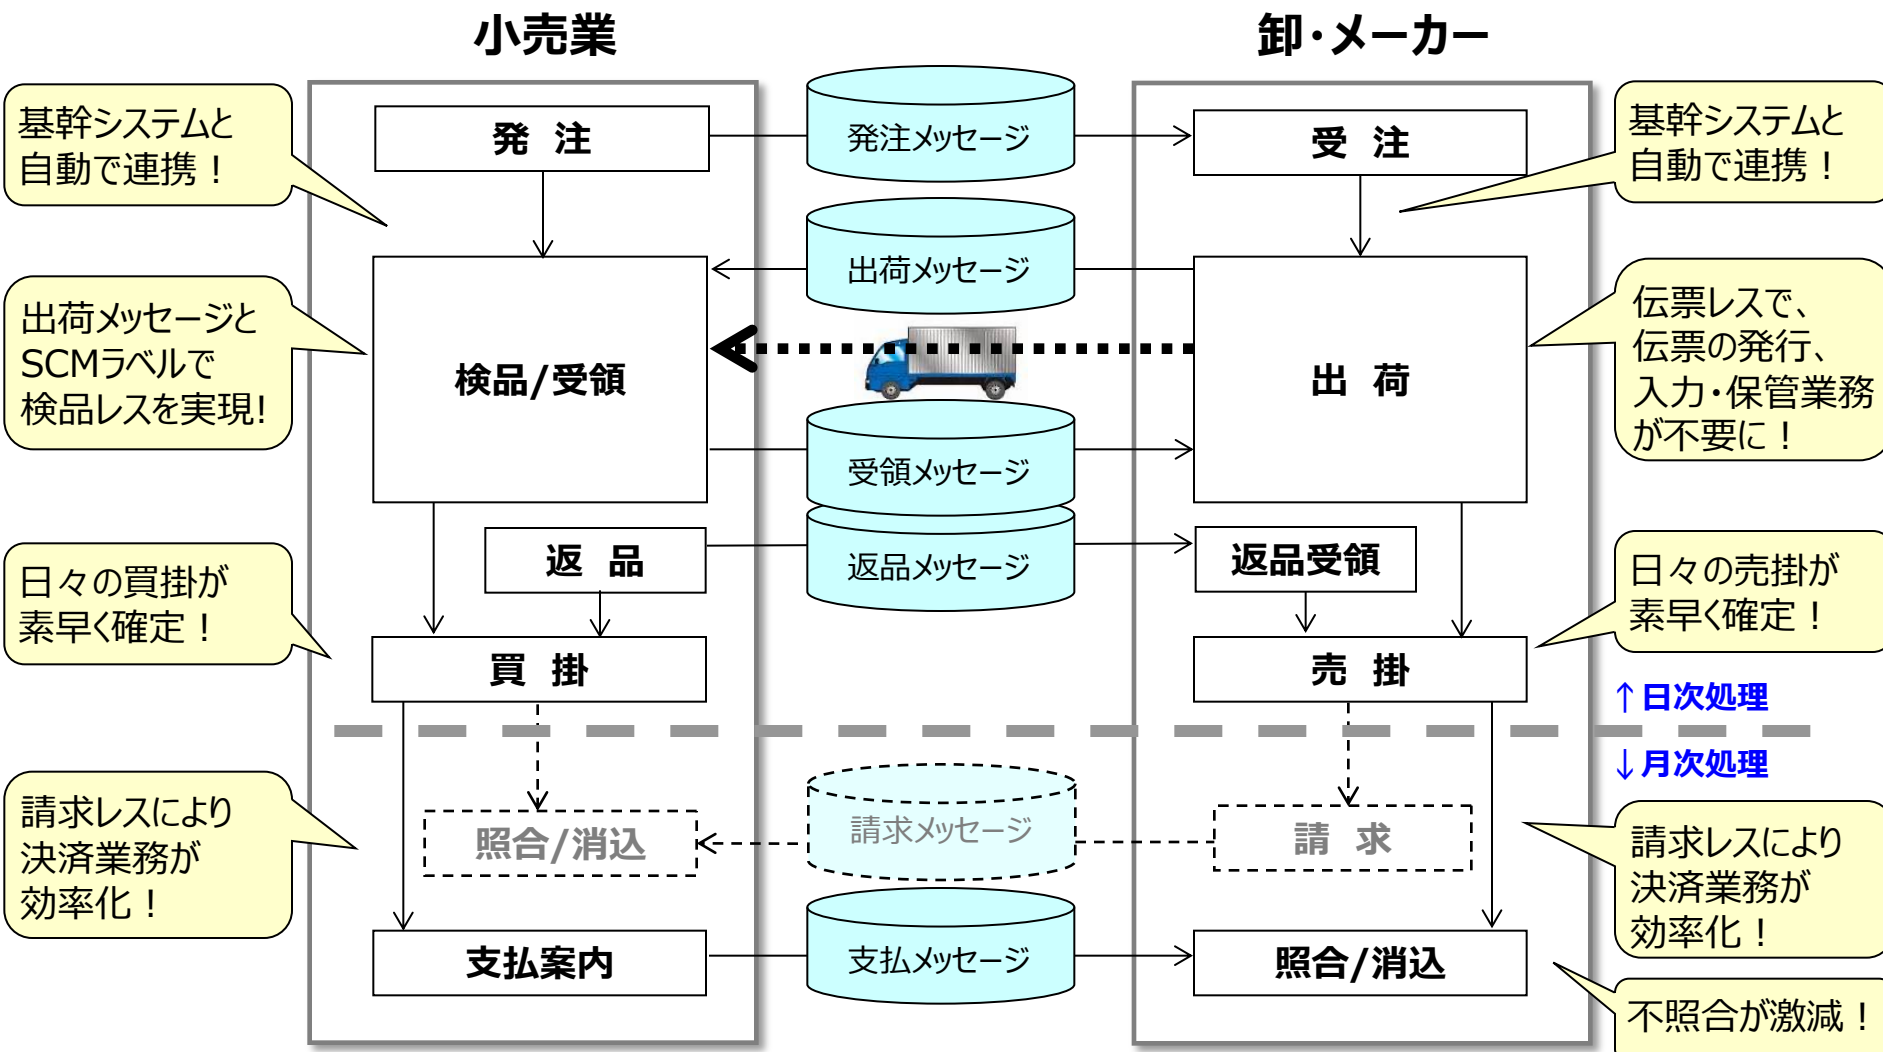 小売業
卸・メーカー
基幹システムと
自動で連携！
発 注
発注メッセージ
受 注
基幹システムと
自動で連携！
出荷メッセージ
出荷メッセージと
SCMラベルで
検品レスを実現!
検品/受領
出 荷
伝票レスで、
伝票の発行、
入力・保管業務
が不要に！
受領メッセージ
返 品
返品メッセージ
返品受領
日々の買掛が
素早く確定！
日々の売掛が
素早く確定！
買 掛
売 掛
↑日次処理
↓月次処理
請求レスにより
決済業務が
効率化！
照合/消込
請求メッセージ
請 求
請求レスにより
決済業務が
効率化！
支払案内
支払メッセージ
照合/消込
不照合が激減！